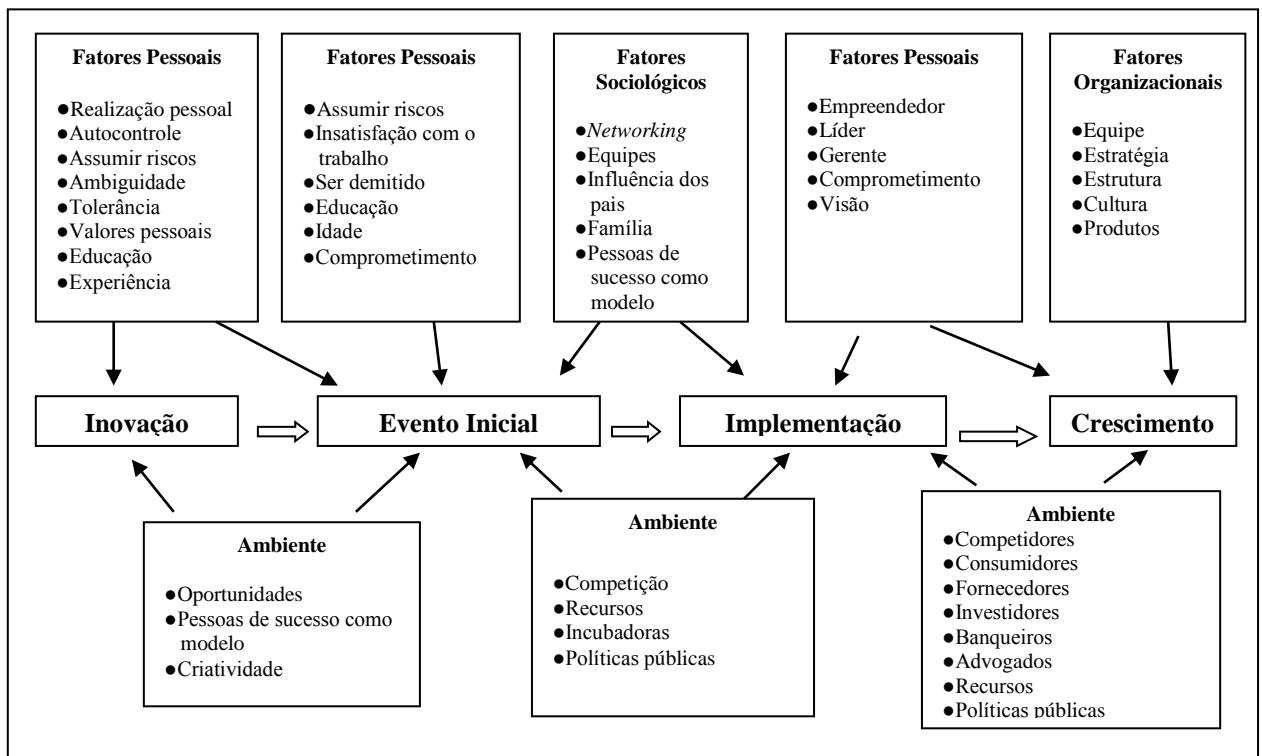 Fatores Pessoais
●Realização pessoal
●Autocontrole
●Assumir riscos
●Ambiguidade
●Tolerância
●Valores pessoais
●Educação
●Experiência
Fatores Pessoais
●Assumir riscos
●Insatisfação com o
trabalho
●Ser demitido
●Educação
●Idade
●Comprometimento
Fatores
Sociológicos
●Networking
●Equipes
●Influência dos
pais
●Família
●Pessoas de
sucesso como
modelo
Fatores Pessoais
●Empreendedor
●Líder
●Gerente
●Comprometimento
●Visão
Fatores
Organizacionais
●Equipe
●Estratégia
●Estrutura
●Cultura
●Produtos
Inovação
Evento Inicial
Implementação
Crescimento
Ambiente
●Oportunidades
●Pessoas de sucesso como
modelo
●Criatividade
Ambiente
●Competição
●Recursos
●Incubadoras
●Políticas públicas
Ambiente
●Competidores
●Consumidores
●Fornecedores
●Investidores
●Banqueiros
●Advogados
●Recursos
●Políticas públicas